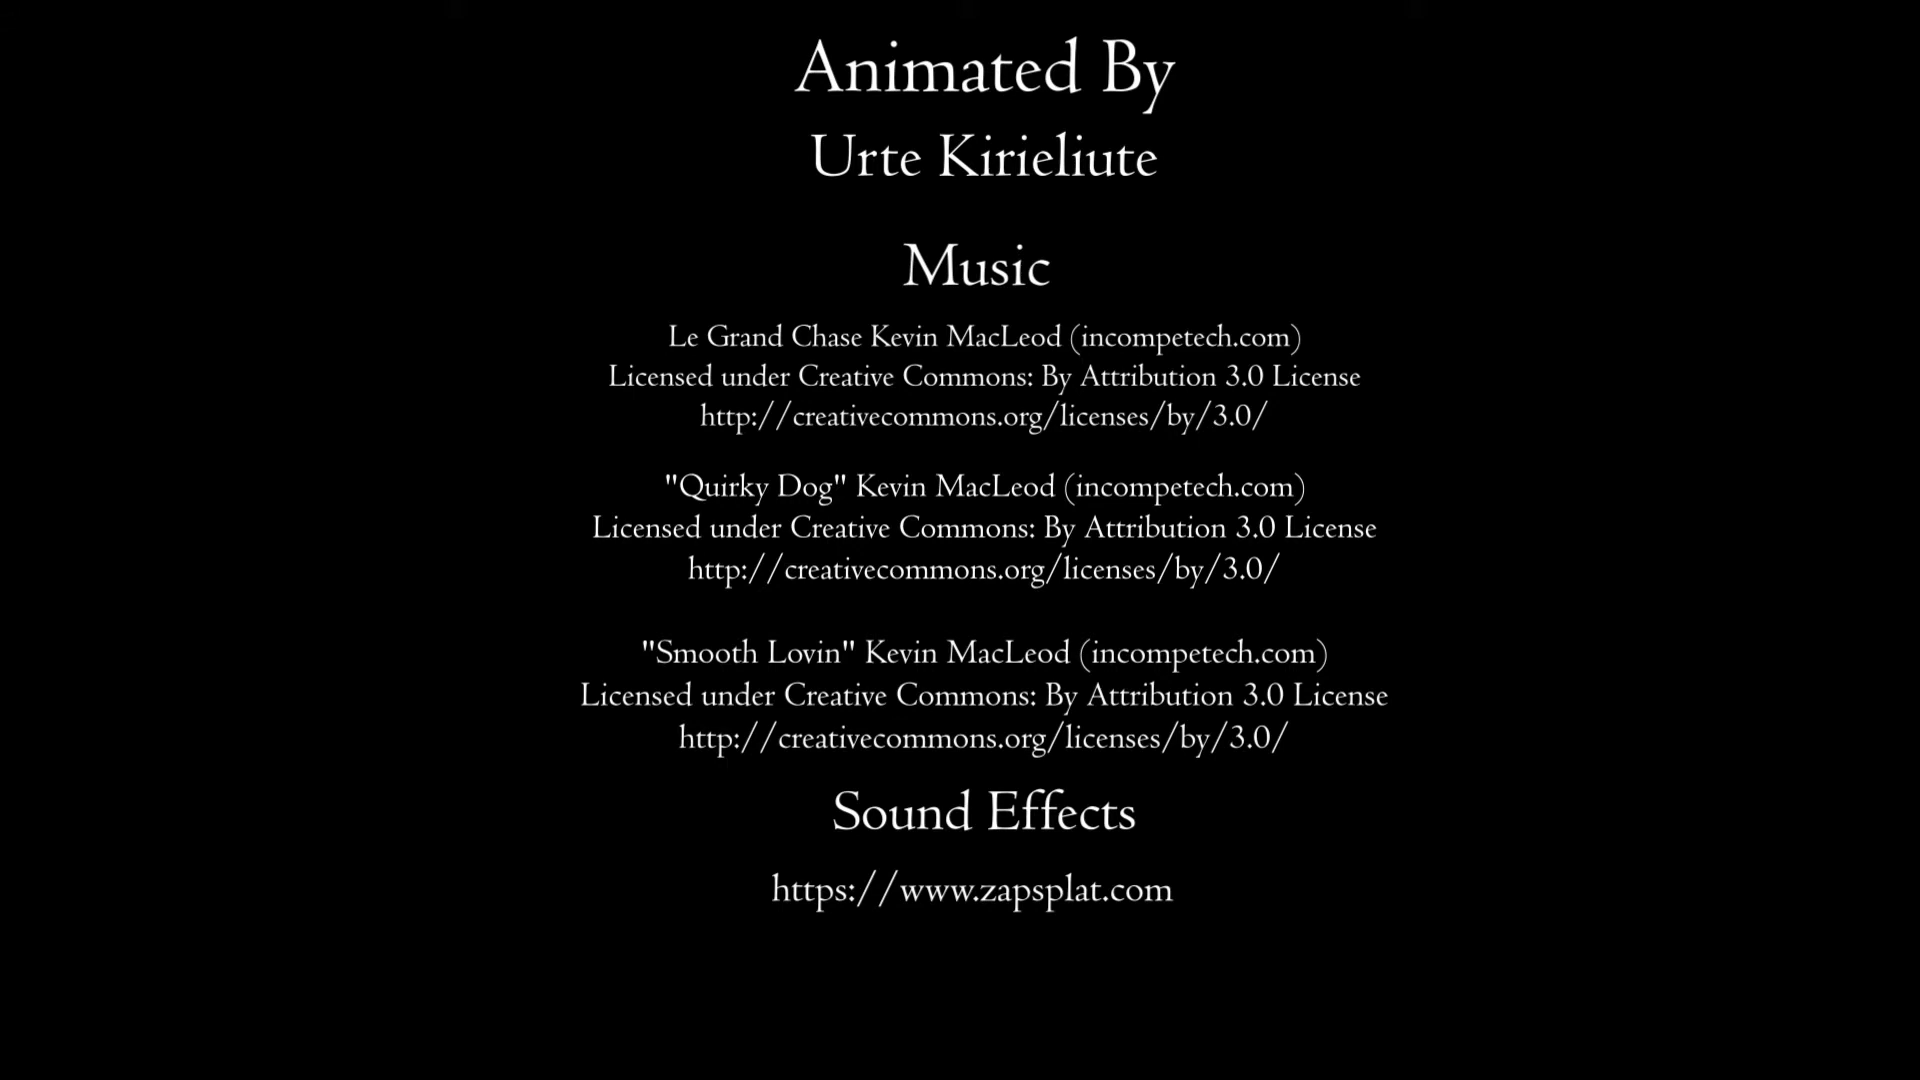 Animated By
Urte Kirieliute
Music
Le Grand Chase Kevin MacLeod (incompetech.com)
Licensed under Creative Commons: By Attribution 3.0 License
http://creativecommons.org/licenses/by/3.0/
"Quirky Dog" Kevin MacLeod (incompetech.com)
Licensed under Creative Commons: By Attribution 3.0 License
http://creativecommons.org/licenses/by/3.0/
"Smooth Lovin" Kevin MacLeod (incompetech.com)
Licensed under Creative Commons: By Attribution 3.0 License
http://creativecommons.org/licenses/by/3.0/
Sound Effects
https://www.zapsplat.com